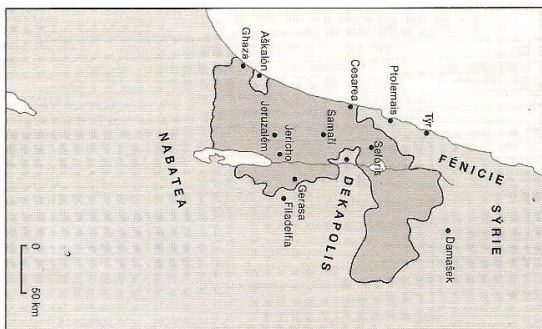 Ghaza
Aškalón
Cesarea
Ptolemais
Týr
Jeruzalém
Jericho
Samaří
Seforis
FÉNICIE
SÝRIE
Damašek
NABATEA
Gerasa
Filadelfia
DEKAPOLIS
0 50 km